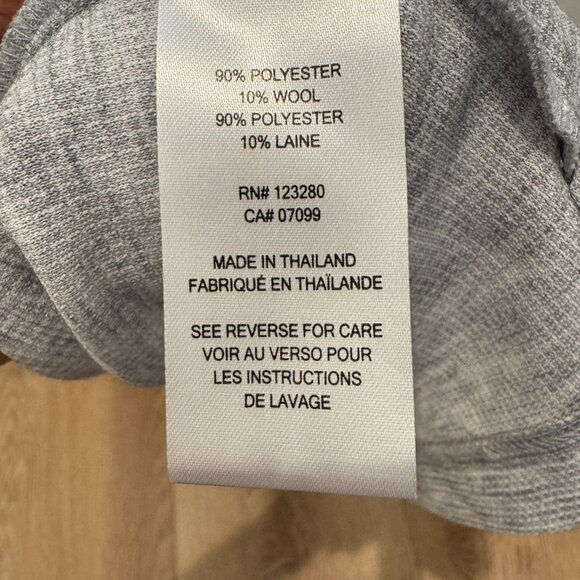 90% POLYESTER
10% WOOL
90% POLYESTER
10% LAINE
RN# 123280
CA# 07099
MADE IN THAILAND
FABRIQUÉ EN THAÏLANDE
SEE REVERSE FOR CARE
VOIR AU VERSO POUR
LES INSTRUCTIONS
DE LAVAGE